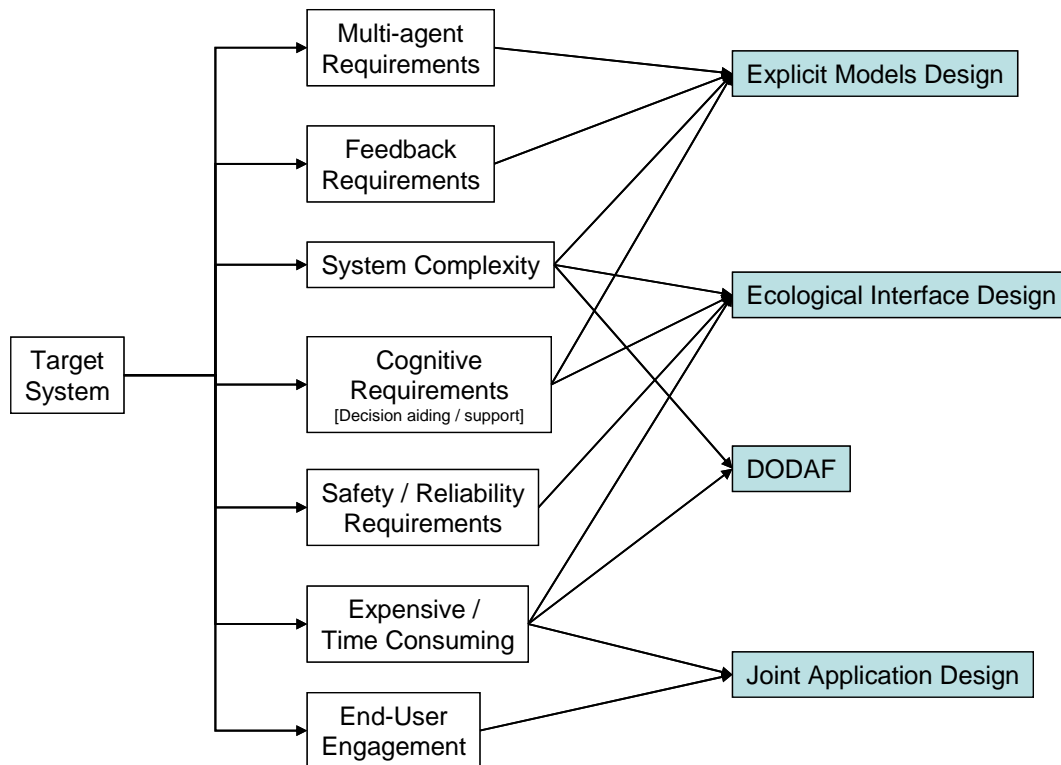 Target
System
Multi-agent
Requirements
Feedback
Requirements
System Complexity
Cognitive
Requirements
[Decision aiding / support]
Safety / Reliability
Requirements
Expensive /
Time Consuming
End-User
Engagement
Explicit Models Design
Ecological Interface Design
DODAF
Joint Application Design